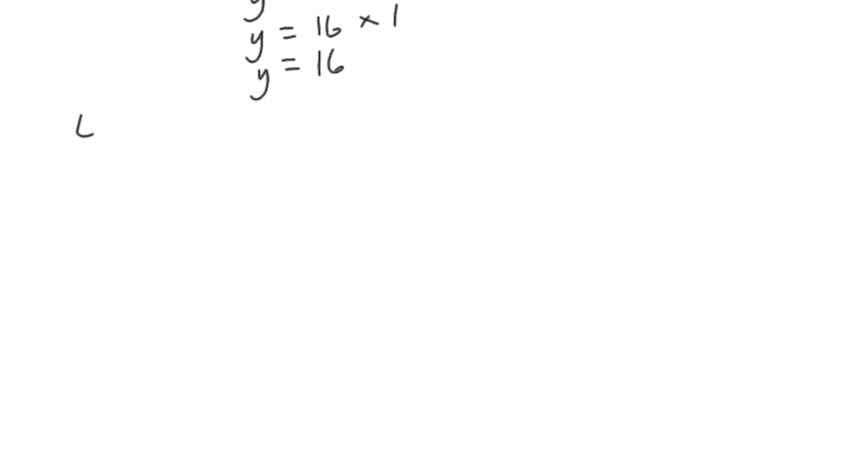 y
y = 16 × 1
y = 16
L